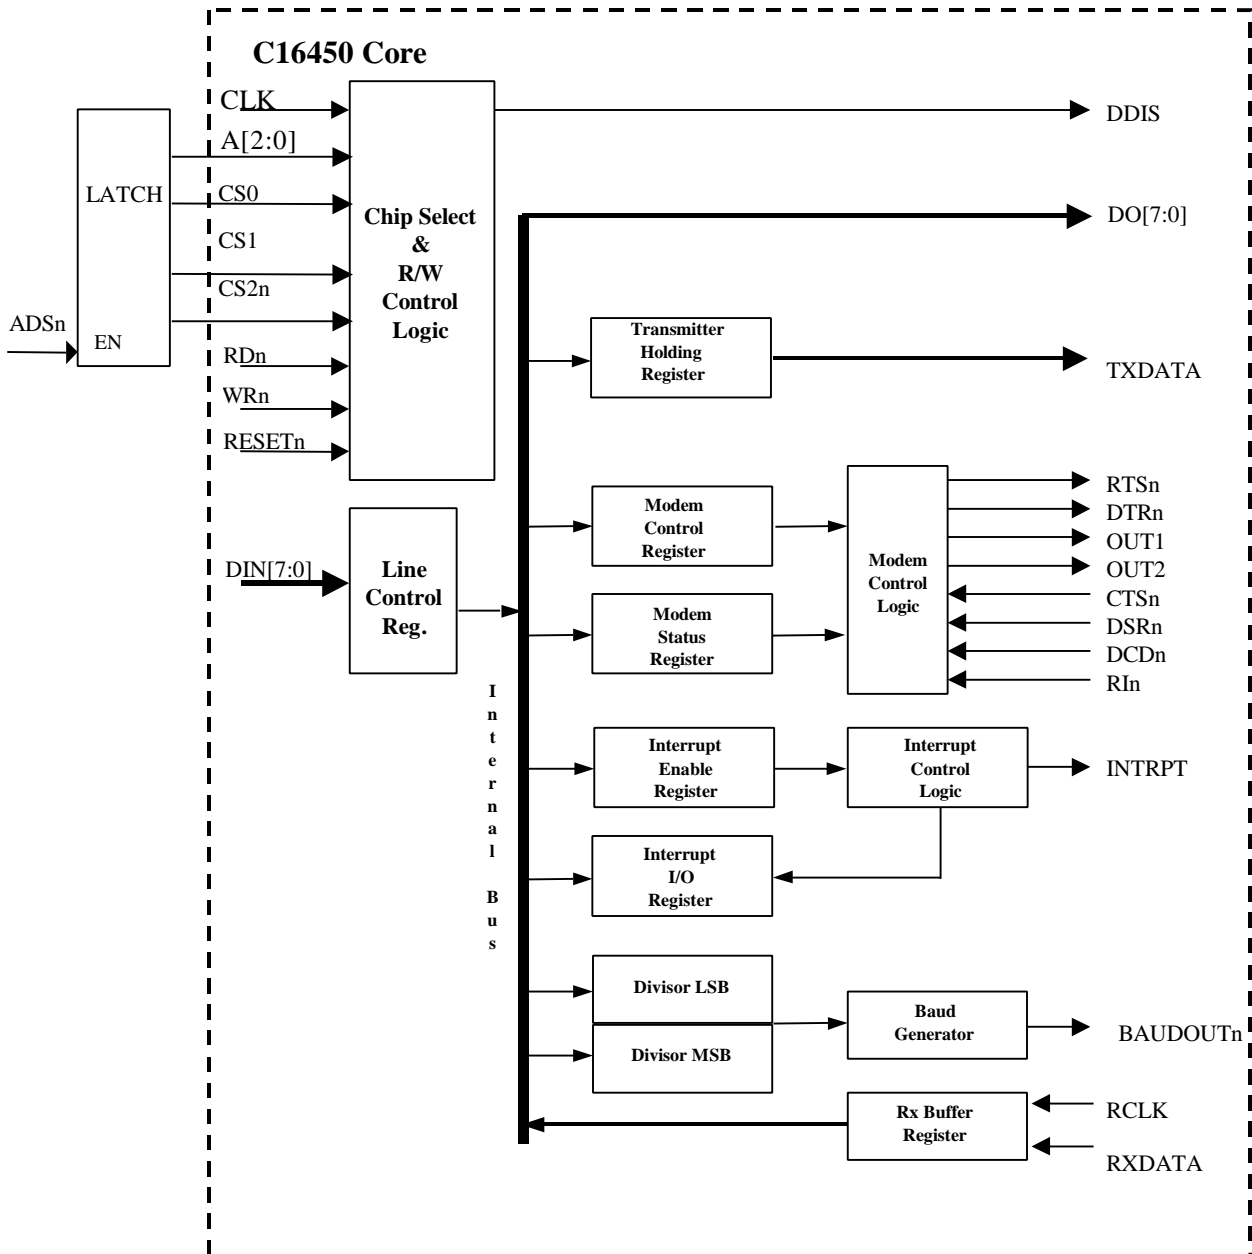 C16450 Core
CLK
A[2:0]
LATCH
CS0
CS1
CS2n
ADSn
EN
RDn
WRn
RESETn
Chip Select
&
R/W
Control
Logic
DIN[7:0]
Line
Control
Reg.
Internal Bus
Transmitter
Holding
Register
Modem
Control
Register
Modem
Status
Register
Modem
Control
Logic
Interrupt
Enable
Register
Interrupt
Control
Logic
Interrupt
I/O
Register
Divisor LSB
Divisor MSB
Baud
Generator
Rx Buffer
Register
DDIS
DO[7:0]
TXDATA
RTSn
DTRn
OUT1
OUT2
CTSn
DSRn
DCDn
RIn
INTRPT
BAUDOUTn
RCLK
RXDATA